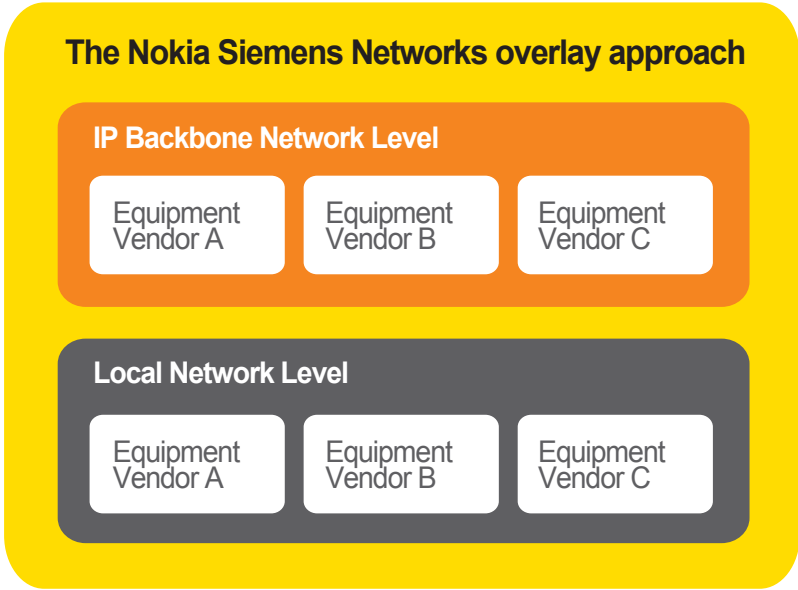 The Nokia Siemens Networks overlay approach
IP Backbone Network Level
Equipment
Vendor A
Equipment
Vendor B
Equipment
Vendor C
Local Network Level
Equipment
Vendor A
Equipment
Vendor B
Equipment
Vendor C